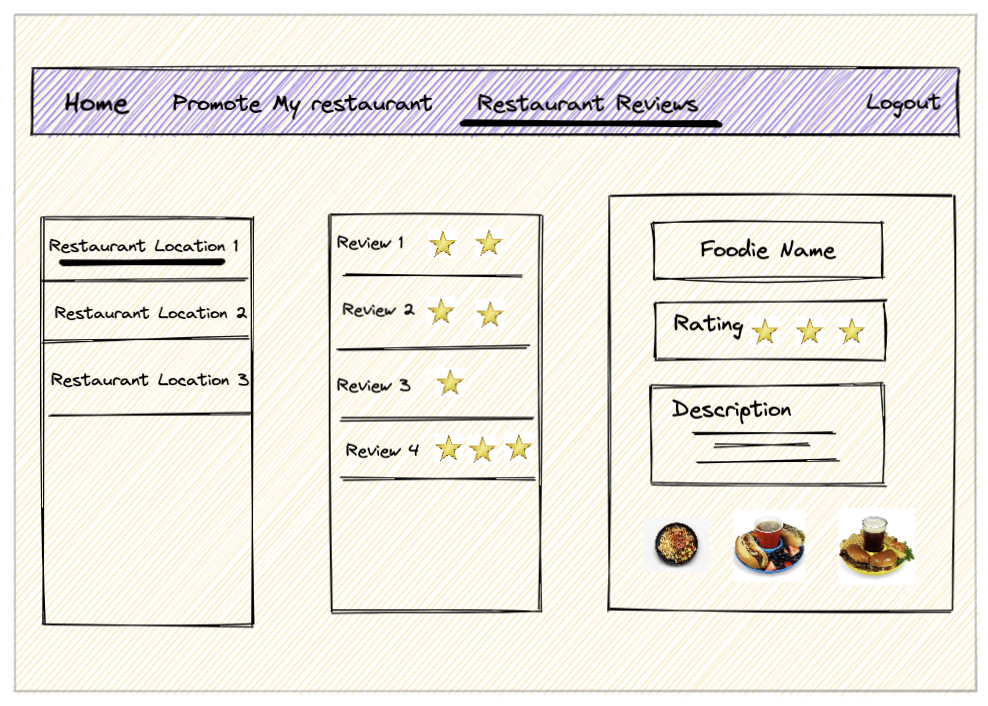 Home Promote My restaurant Restaurant Reviews Logout
Restaurant Location 1
Restaurant Location 2
Restaurant Location 3
Review 1
Review 2
Review 3
Review 4
Foodie Name
Rating
Description